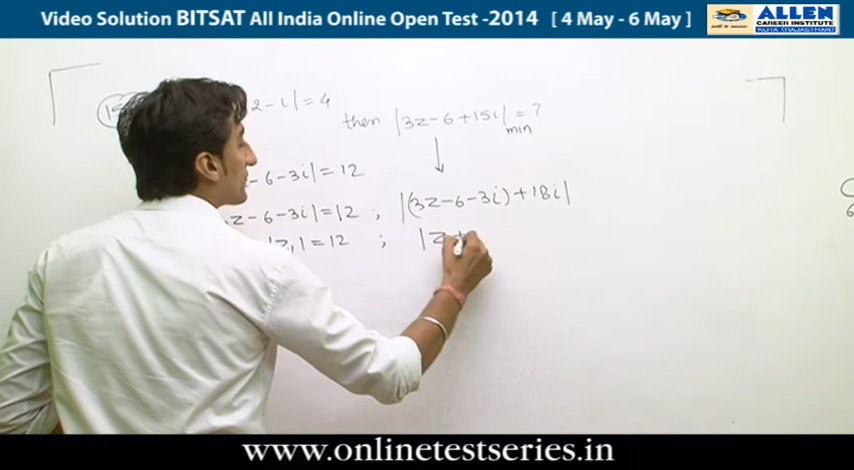 Video Solution BITSAT All India Online Open Test -2014 [ 4 May - 6 May ]
ALLEN
CAREER INSTITUTE
KOTA (RAJASTHAN)
2-i|=4
then |3z-6+15i| = ?
min
-6-3i|=12
|(3z-6-3i)+18i|
z-6-3i|=12 ;
|z₁|=12 ; |z+
www.onlinetestseries.in